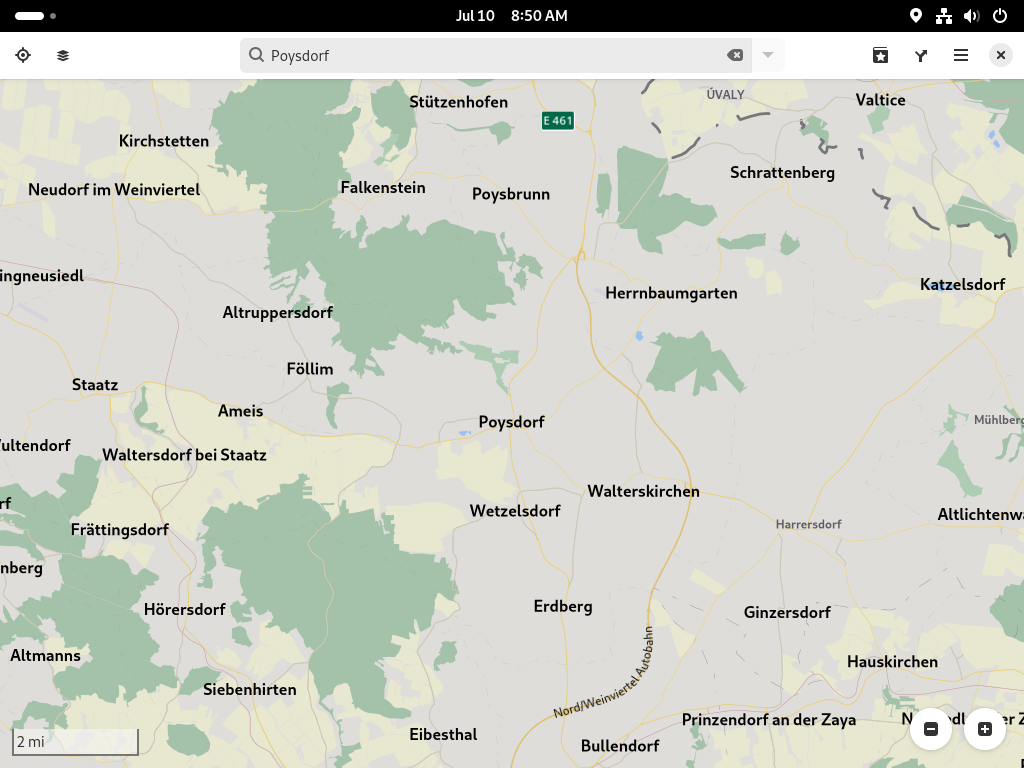 Jul 10 8:50 AM
Poysdorf
Stützenhofen
ÚVALY
Valtice
E 461
Kirchstetten
Schrattenberg
Neudorf im Weinviertel
Falkenstein
Poysbrunn
ingneusiedl
Katzelsdorf
Herrnbaumgarten
Altruppersdorf
Föllim
Staatz
Ameis
Poysdorf
Mühlberg
Waltersdorf bei Staatz
Walterskirchen
Wetzelsdorf
Altlichtenwa
Harrersdorf
Frättingsdorf
nberg
Erdberg
Hörersdorf
Ginzersdorf
Altmanns
Hauskirchen
Nord/Weinviertel Autobahn
Siebenhirten
Prinzendorf an der Zaya
Eibesthal
2 mi
Bullendorf